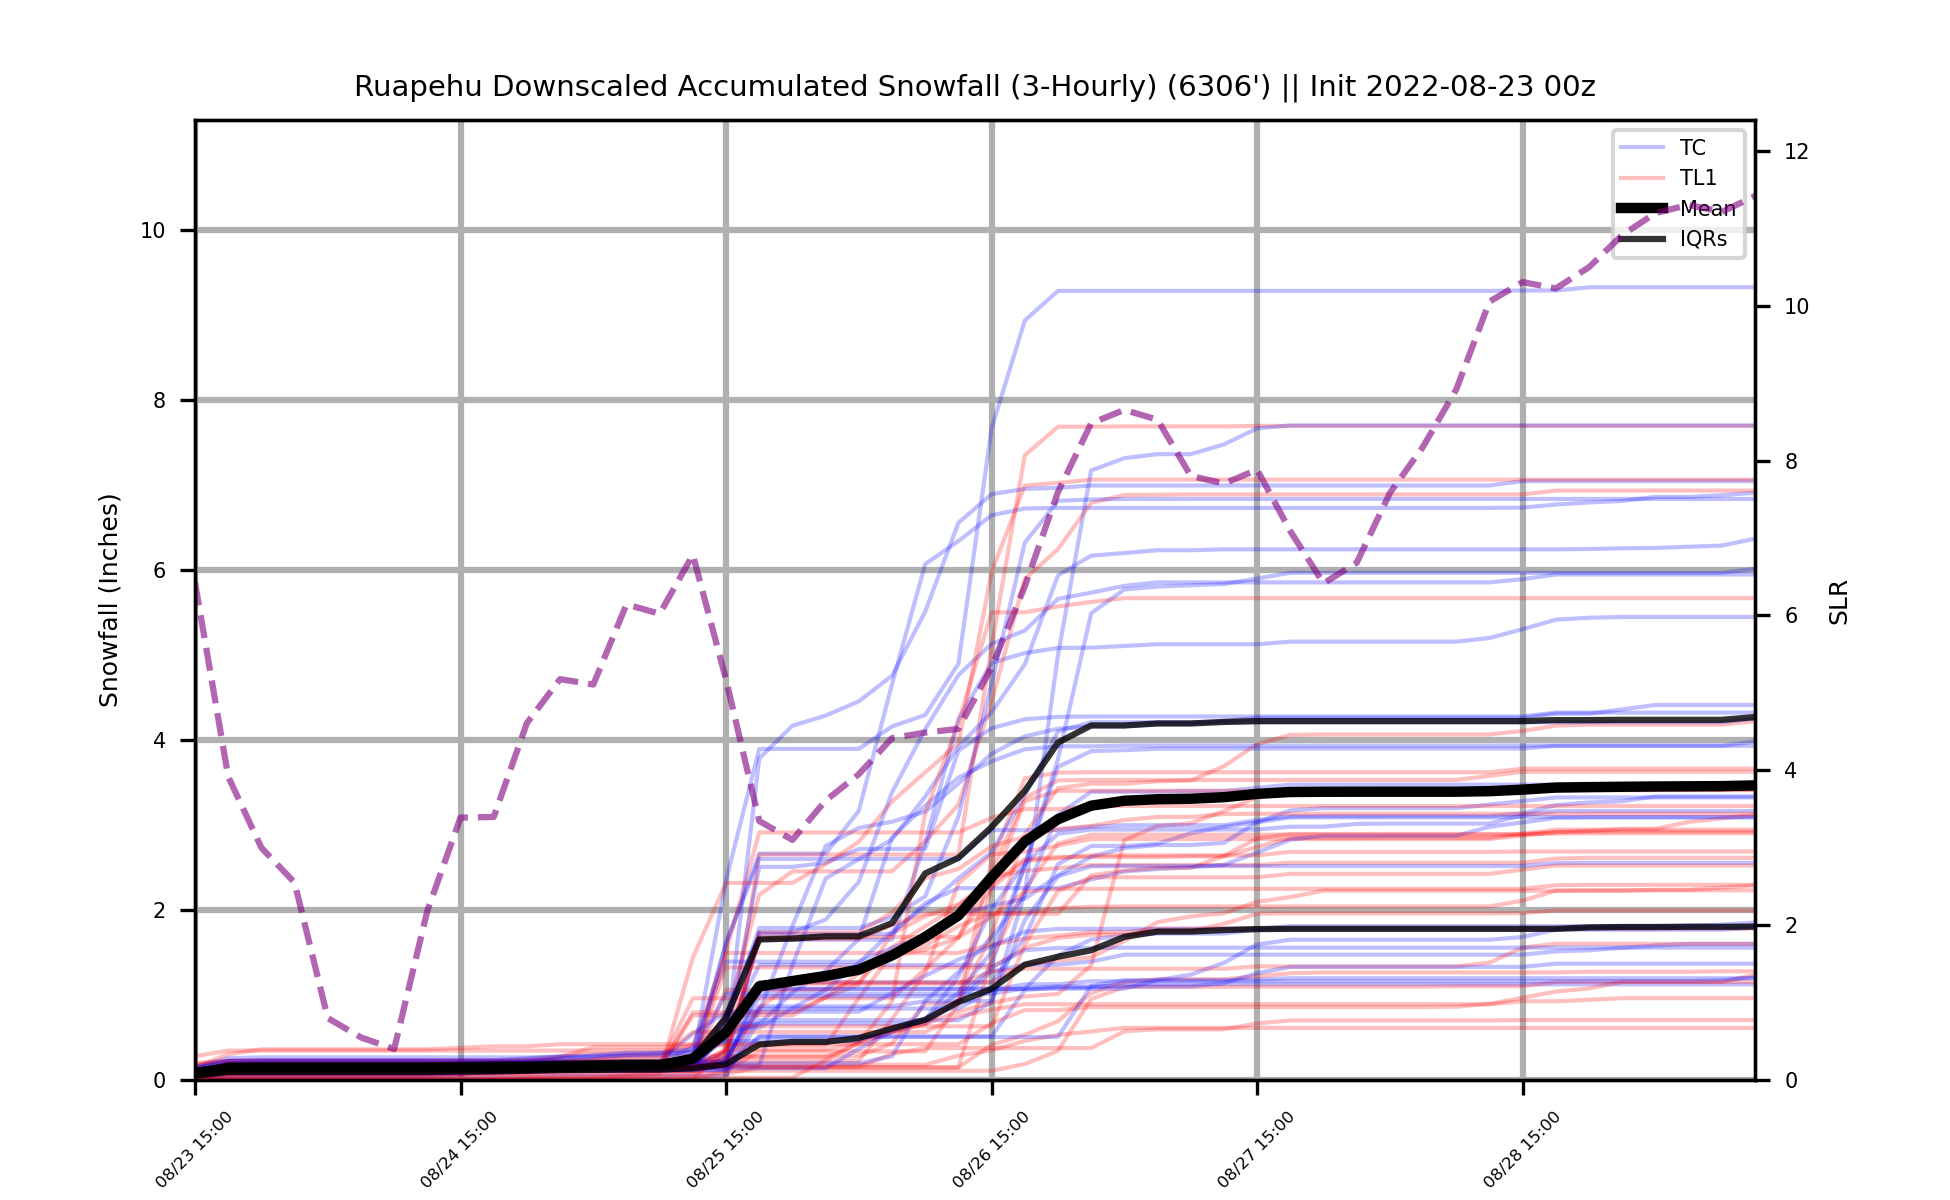 Ruapehu Downscaled Accumulated Snowfall (3-Hourly) (6306') || Init 2022-08-23 00z
TC
TL1
Mean
IQRs
Snowfall (Inches)
10
8
6
4
2
0
SLR
12
10
8
6
4
2
0
08/23 15:00
08/24 15:00
08/25 15:00
08/26 15:00
08/27 15:00
08/28 15:00